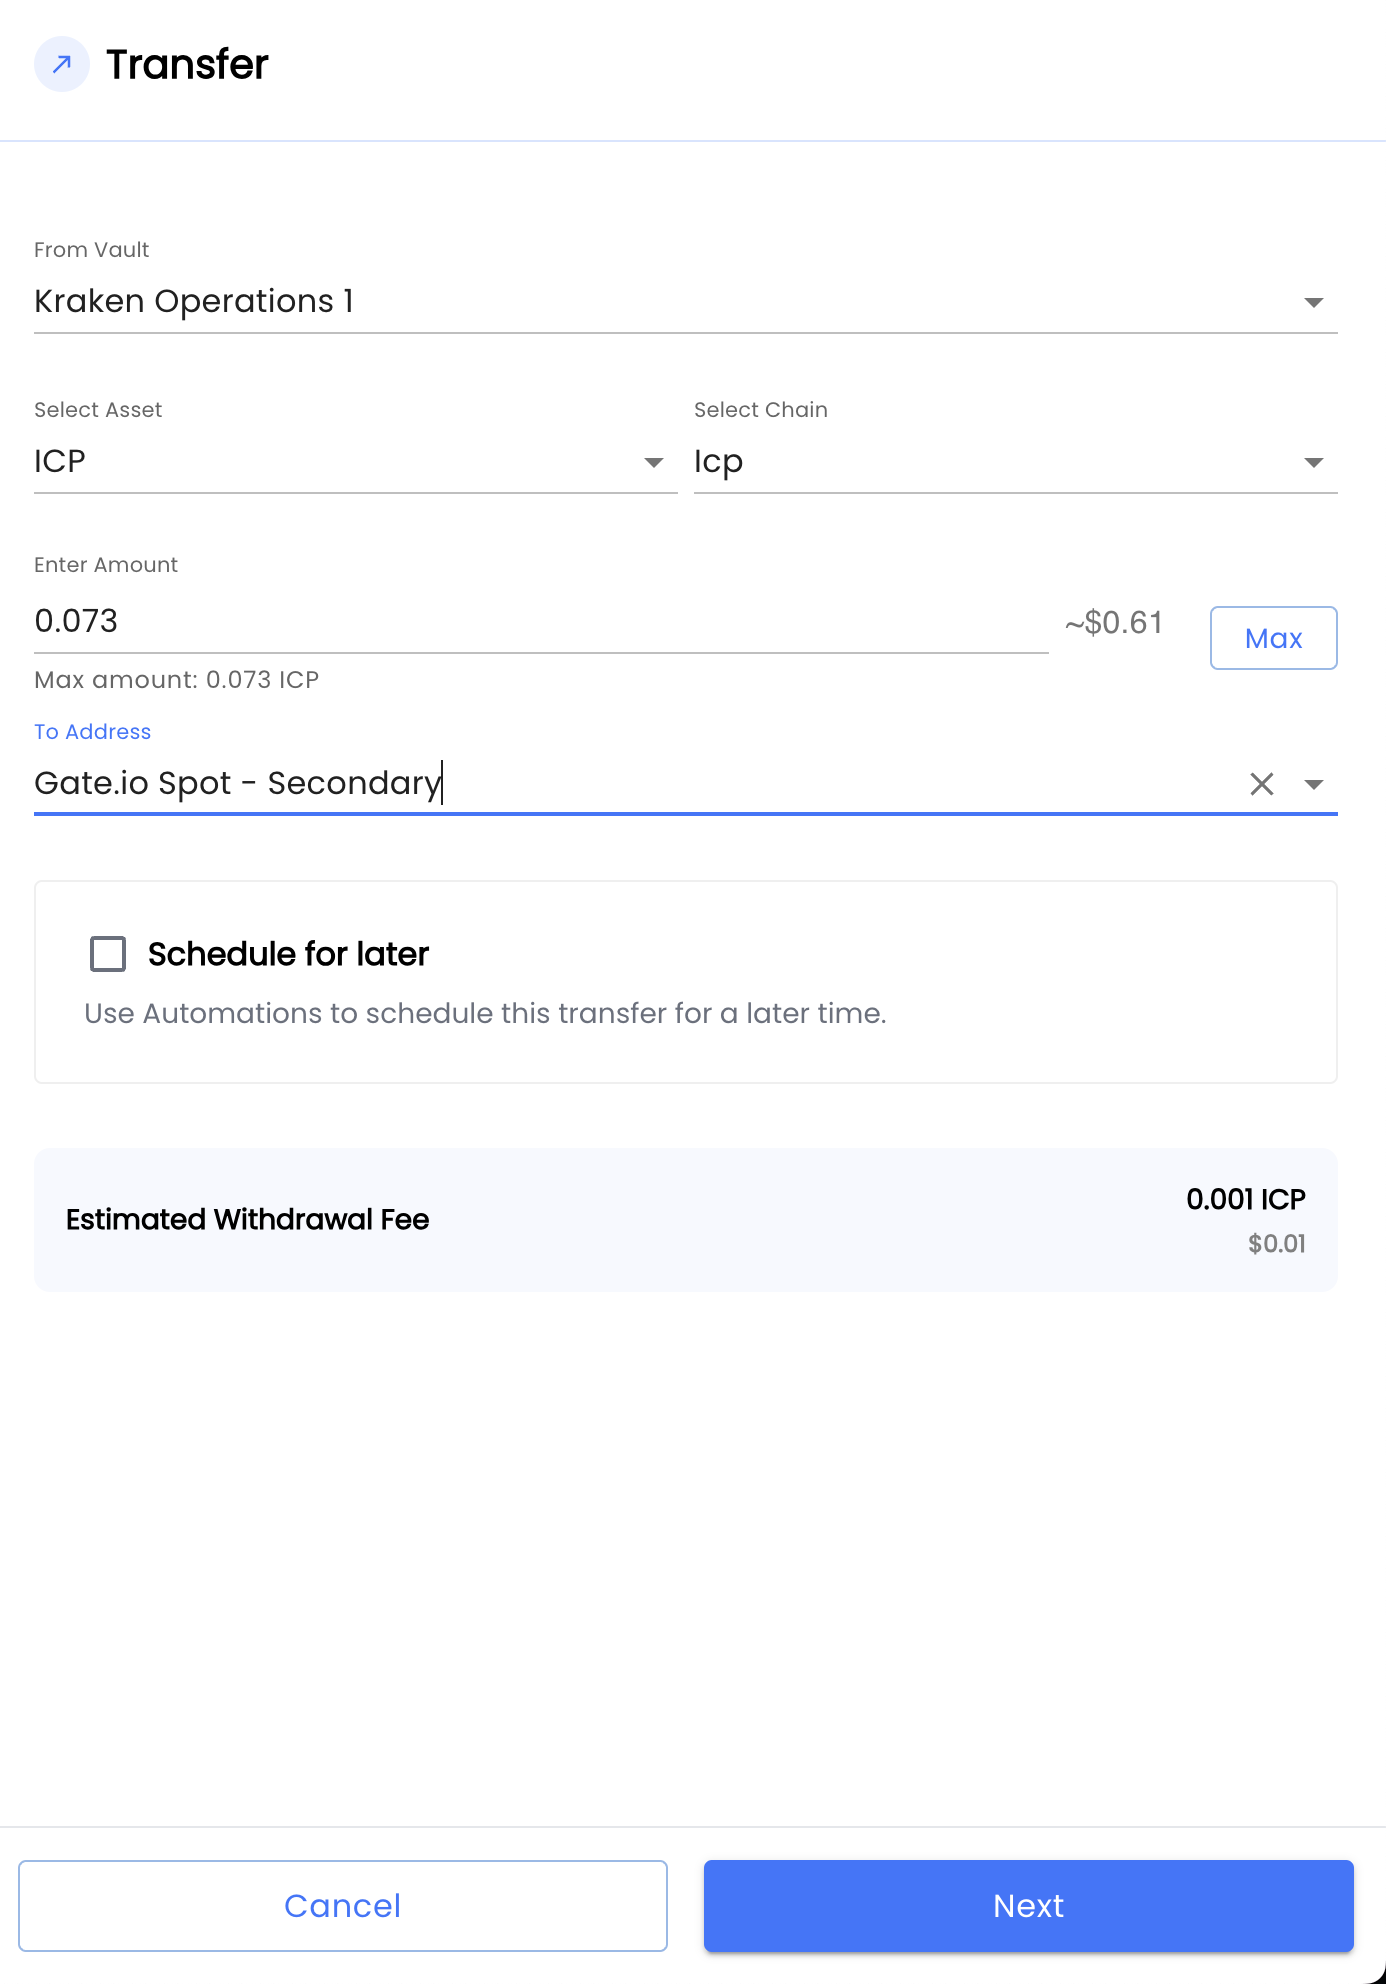 Transfer
From Vault
Kraken Operations 1
Select Asset
Select Chain
ICP
Icp
Enter Amount
0.073
~$0.61
Max
Max amount: 0.073 ICP
To Address
Gate.io Spot - Secondary
Schedule for later
Use Automations to schedule this transfer for a later time.
Estimated Withdrawal Fee
0.001 ICP
$0.01
Cancel
Next